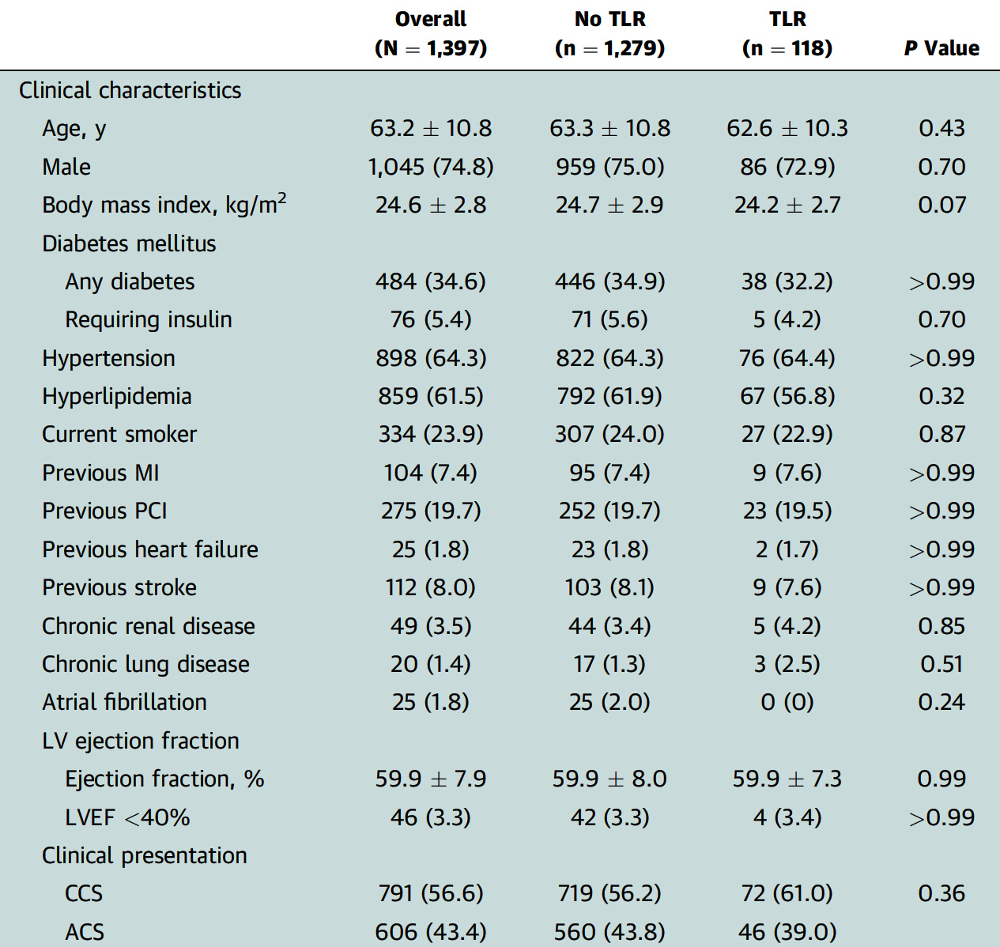 Overall No TLR TLR
(N = 1,397) (n = 1,279) (n = 118) P Value
Clinical characteristics
Age, y 63.2 ± 10.8 63.3 ± 10.8 62.6 ± 10.3 0.43
Male 1,045 (74.8) 959 (75.0) 86 (72.9) 0.70
Body mass index, kg/m² 24.6 ± 2.8 24.7 ± 2.9 24.2 ± 2.7 0.07
Diabetes mellitus
Any diabetes 484 (34.6) 446 (34.9) 38 (32.2) >0.99
Requiring insulin 76 (5.4) 71 (5.6) 5 (4.2) 0.70
Hypertension 898 (64.3) 822 (64.3) 76 (64.4) >0.99
Hyperlipidemia 859 (61.5) 792 (61.9) 67 (56.8) 0.32
Current smoker 334 (23.9) 307 (24.0) 27 (22.9) 0.87
Previous MI 104 (7.4) 95 (7.4) 9 (7.6) >0.99
Previous PCI 275 (19.7) 252 (19.7) 23 (19.5) >0.99
Previous heart failure 25 (1.8) 23 (1.8) 2 (1.7) >0.99
Previous stroke 112 (8.0) 103 (8.1) 9 (7.6) >0.99
Chronic renal disease 49 (3.5) 44 (3.4) 5 (4.2) 0.85
Chronic lung disease 20 (1.4) 17 (1.3) 3 (2.5) 0.51
Atrial fibrillation 25 (1.8) 25 (2.0) 0 (0) 0.24
LV ejection fraction
Ejection fraction, % 59.9 ± 7.9 59.9 ± 8.0 59.9 ± 7.3 0.99
LVEF <40% 46 (3.3) 42 (3.3) 4 (3.4) >0.99
Clinical presentation
CCS 791 (56.6) 719 (56.2) 72 (61.0) 0.36
ACS 606 (43.4) 560 (43.8) 46 (39.0)